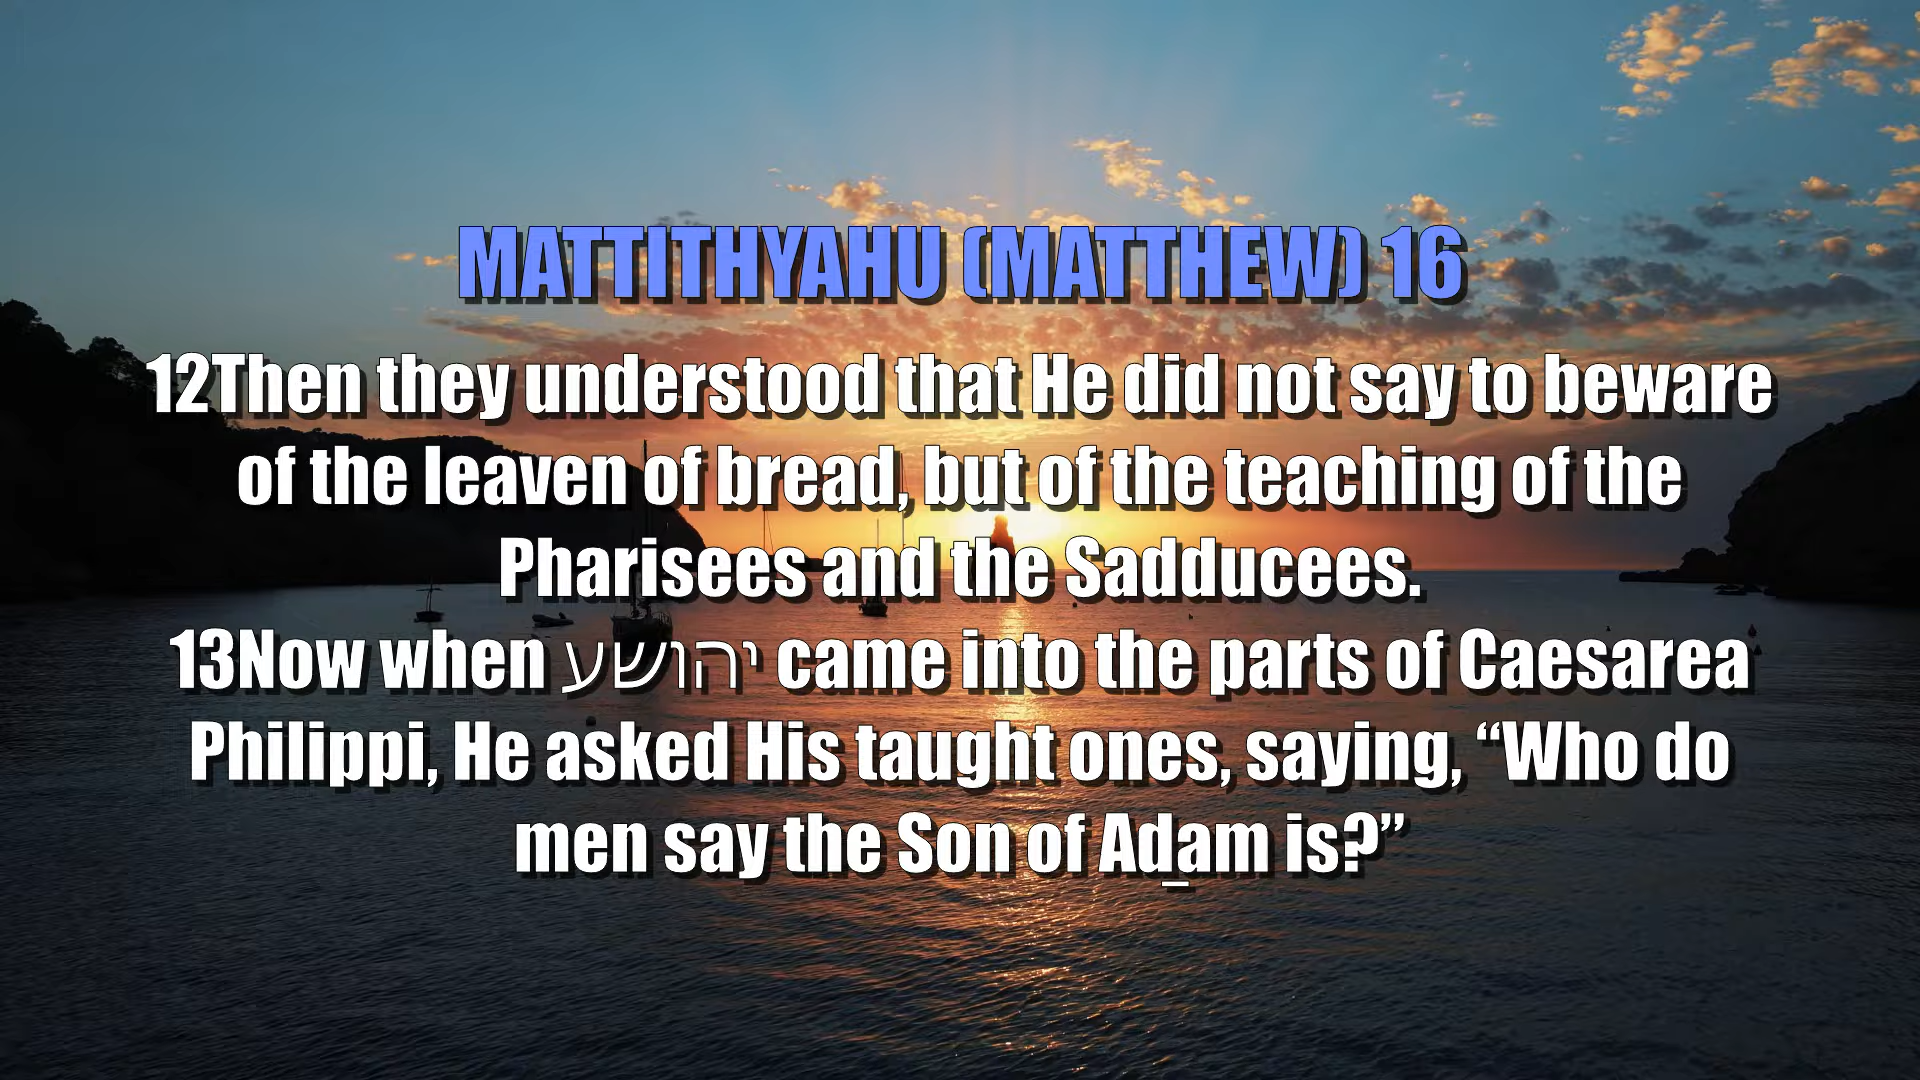 MATTITHYAHU (MATTHEW) 16
12Then they understood that He did not say to beware
of the leaven of bread, but of the teaching of the
Pharisees and the Sadducees.
13Now when יהושע came into the parts of Caesarea
Philippi, He asked His taught ones, saying, “Who do
men say the Son of Aḏam is?”